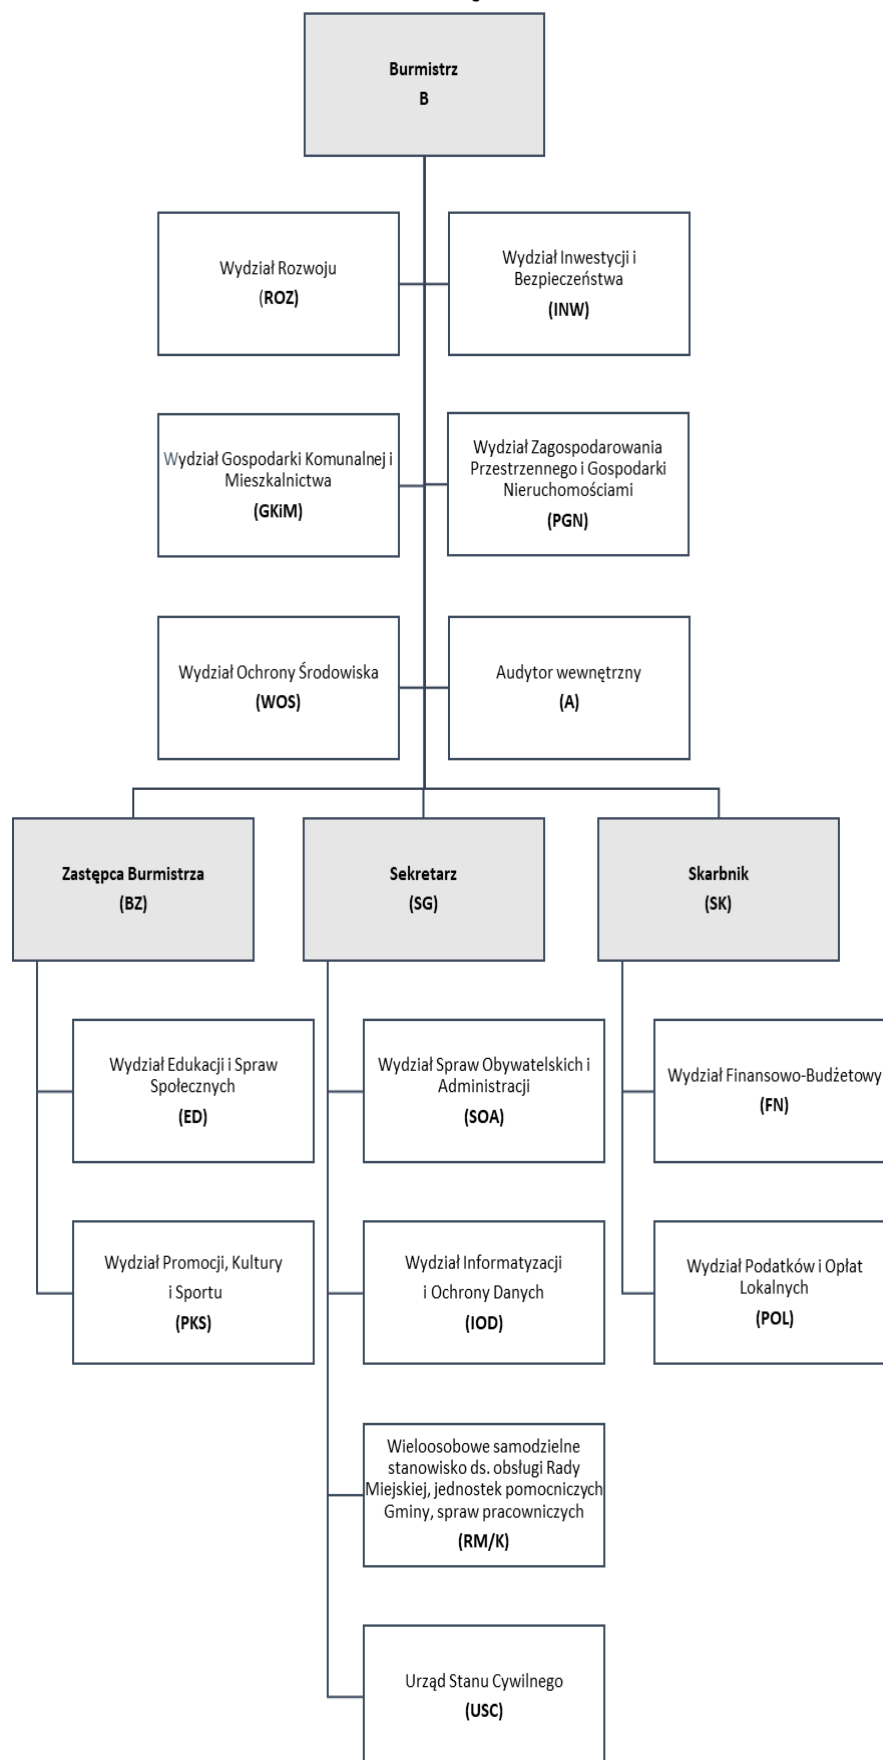 Burmistrz
B
Wydział Rozwoju
(ROZ)
Wydział Inwestycji i
Bezpieczeństwa
(INW)
Wydział Gospodarki Komunalnej i
Mieszkalnictwa
(GKiM)
Wydział Zagospodarowania
Przestrzennego i Gospodarki
Nieruchomościami
(PGN)
Wydział Ochrony Środowiska
(WOS)
Audytor wewnętrzny
(A)
Zastępca Burmistrza
(BZ)
Sekretarz
(SG)
Skarbnik
(SK)
Wydział Edukacji i Spraw
Społecznych
(ED)
Wydział Spraw Obywatelskich i
Administracji
(SOA)
Wydział Finansowo-Budżetowy
(FN)
Wydział Promocji, Kultury
i Sportu
(PKS)
Wydział Informatyzacji
i Ochrony Danych
(IOD)
Wydział Podatków i Opłat
Lokalnych
(POL)
Wieloosobowe samodzielne
stanowisko ds. obsługi Rady
Miejskiej, jednostek pomocniczych
Gminy, spraw pracowniczych
(RM/K)
Urząd Stanu Cywilnego
(USC)